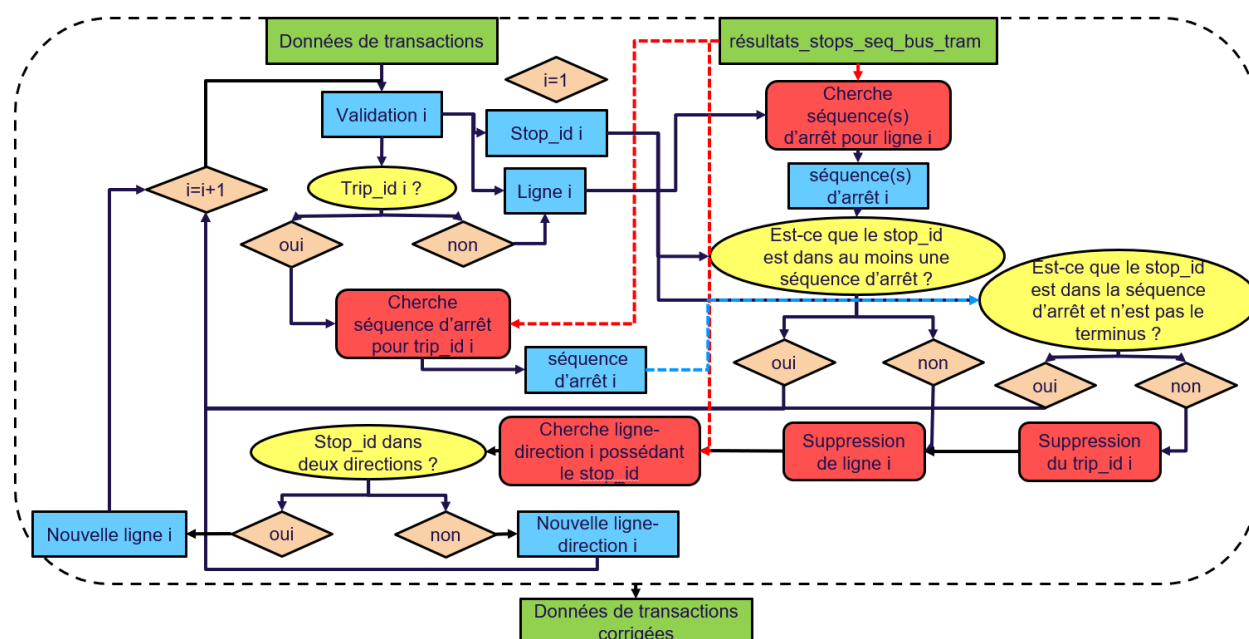 Données de transactions
résultats_stops_seq_bus_tram
i=1
Cherche
séquence(s)
d'arrêt pour ligne i
Validation i
Stop_id i
i=i+1
Trip_id i ?
Ligne i
séquence(s)
d'arrêt i
oui
non
Est-ce que le stop_id
est dans au moins une
séquence d'arrêt ?
Est-ce que le stop_id
est dans la séquence
d'arrêt et n'est pas le
terminus ?
Cherche
séquence d'arrêt
pour trip_id i
séquence
d'arrêt i
oui
non
oui
non
Stop_id dans
deux directions ?
Cherche ligne-
direction i possédant
le stop_id
Suppression
de ligne i
Suppression
du trip_id i
Nouvelle ligne i
oui
non
Nouvelle ligne-
direction i
Données de transactions
corrigées